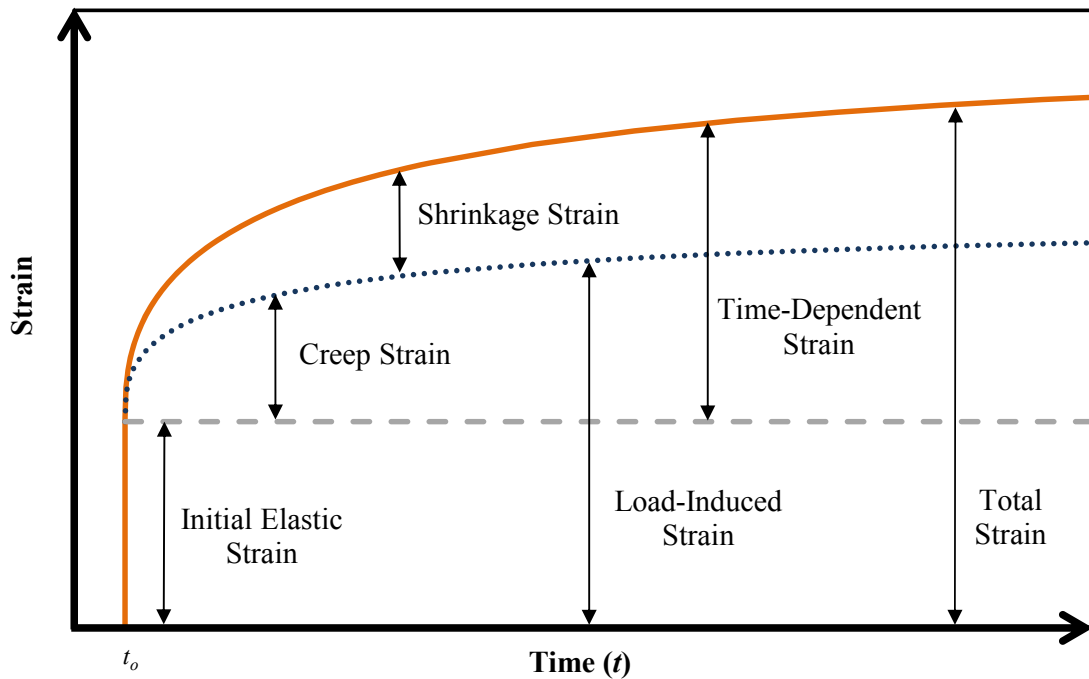 Strain
Shrinkage Strain
Creep Strain
Time-Dependent
Strain
Initial Elastic
Strain
Load-Induced
Strain
Total
Strain
t_o
Time (t)